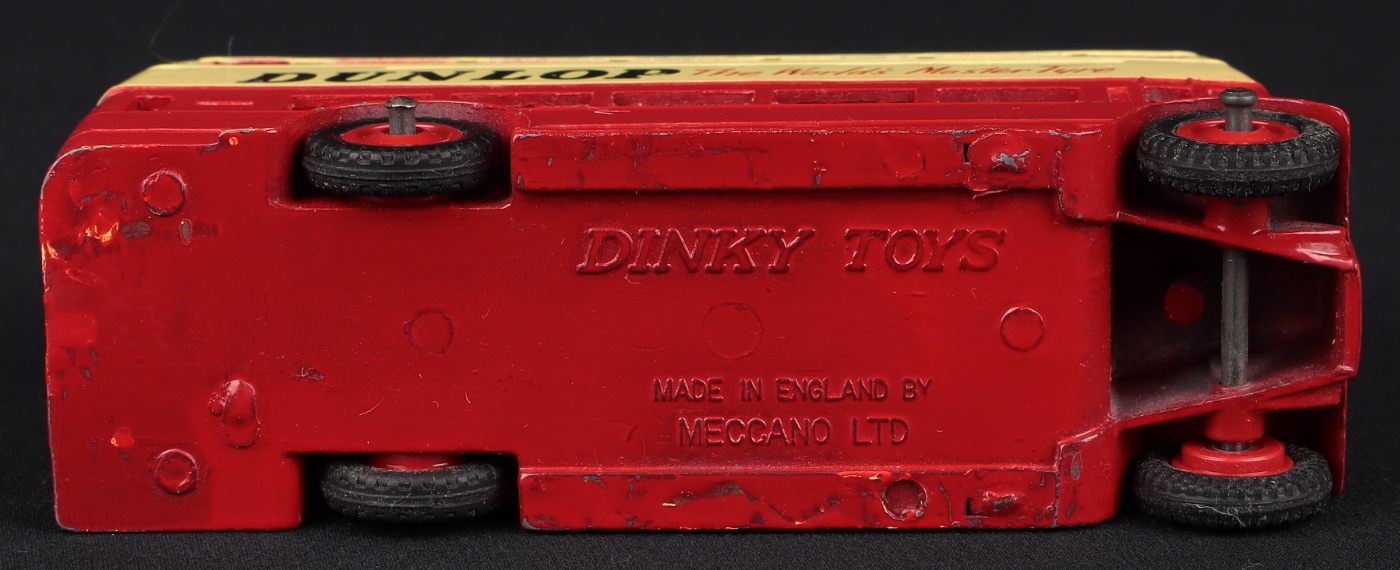 DUNLOP The World's Master Tyre
DINKY TOYS
MADE IN ENGLAND BY
MECCANO LTD